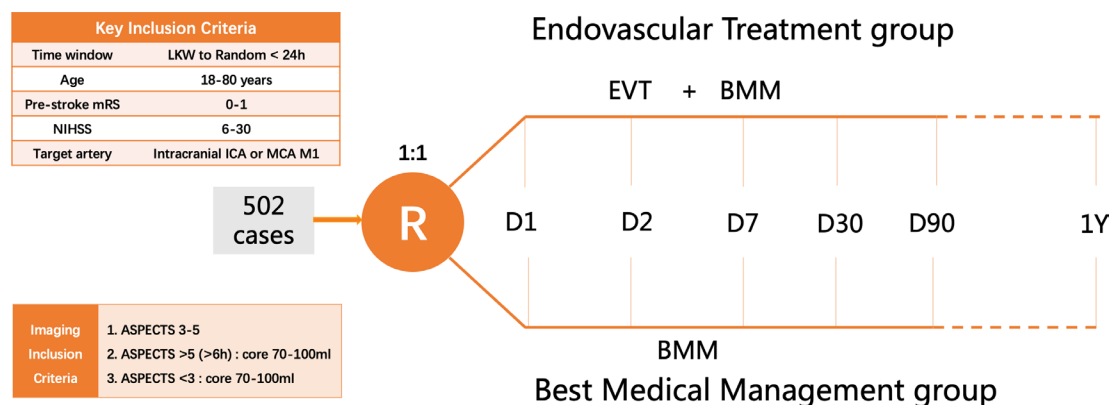 Key Inclusion Criteria
Time window LKW to Random < 24h
Age 18-80 years
Pre-stroke mRS 0-1
NIHSS 6-30
Target artery Intracranial ICA or MCA M1
Endovascular Treatment group
EVT + BMM
1:1
502
cases
R
D1 D2 D7 D30 D90 1Y
Imaging
Inclusion
Criteria
1. ASPECTS 3-5
2. ASPECTS >5 (>6h) : core 70-100ml
3. ASPECTS <3 : core 70-100ml
BMM
Best Medical Management group